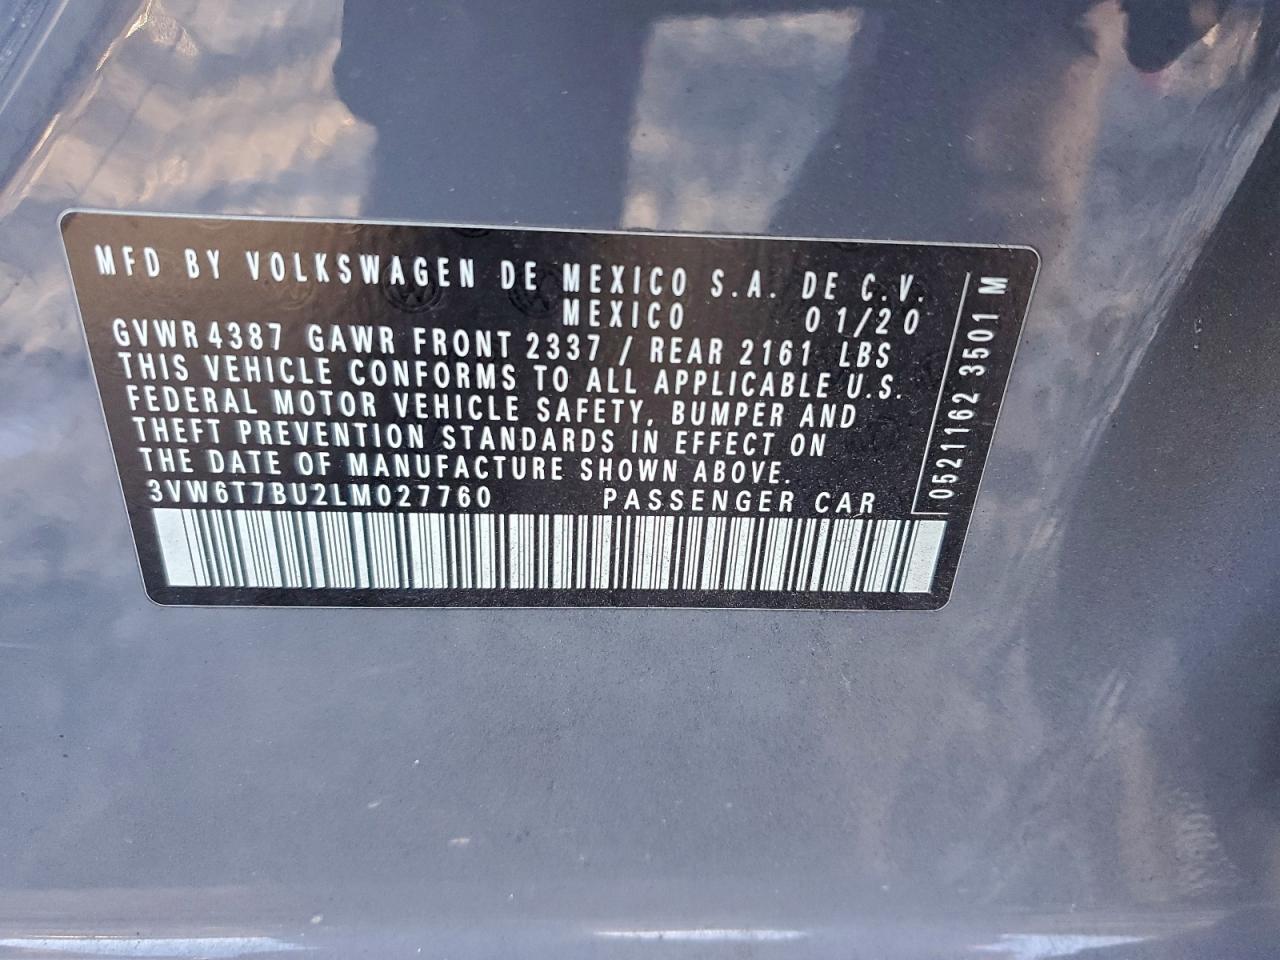 MFD BY VOLKSWAGEN DE MEXICO S.A. DE C.V.
MEXICO 01/20
GVWR 4387 GAWR FRONT 2337 / REAR 2161 LBS
THIS VEHICLE CONFORMS TO ALL APPLICABLE U.S.
FEDERAL MOTOR VEHICLE SAFETY, BUMPER AND
THEFT PREVENTION STANDARDS IN EFFECT ON
THE DATE OF MANUFACTURE SHOWN ABOVE.
3VW6T7BU2LM027760 PASSENGER CAR
0521162 3501 M